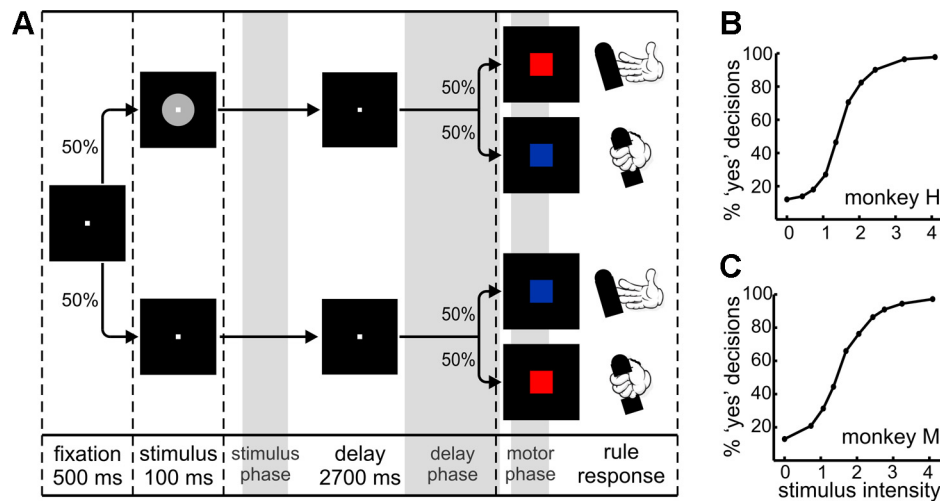 A
50%
50%
50%
50%
50%
50%
fixation
500 ms
stimulus
100 ms
stimulus
phase
delay
2700 ms
delay
phase
motor
phase
rule
response
B
% 'yes' decisions
100
80
60
40
20
monkey H
0 1 2 3 4
C
% 'yes' decisions
100
80
60
40
20
monkey M
0 1 2 3 4
stimulus intensity